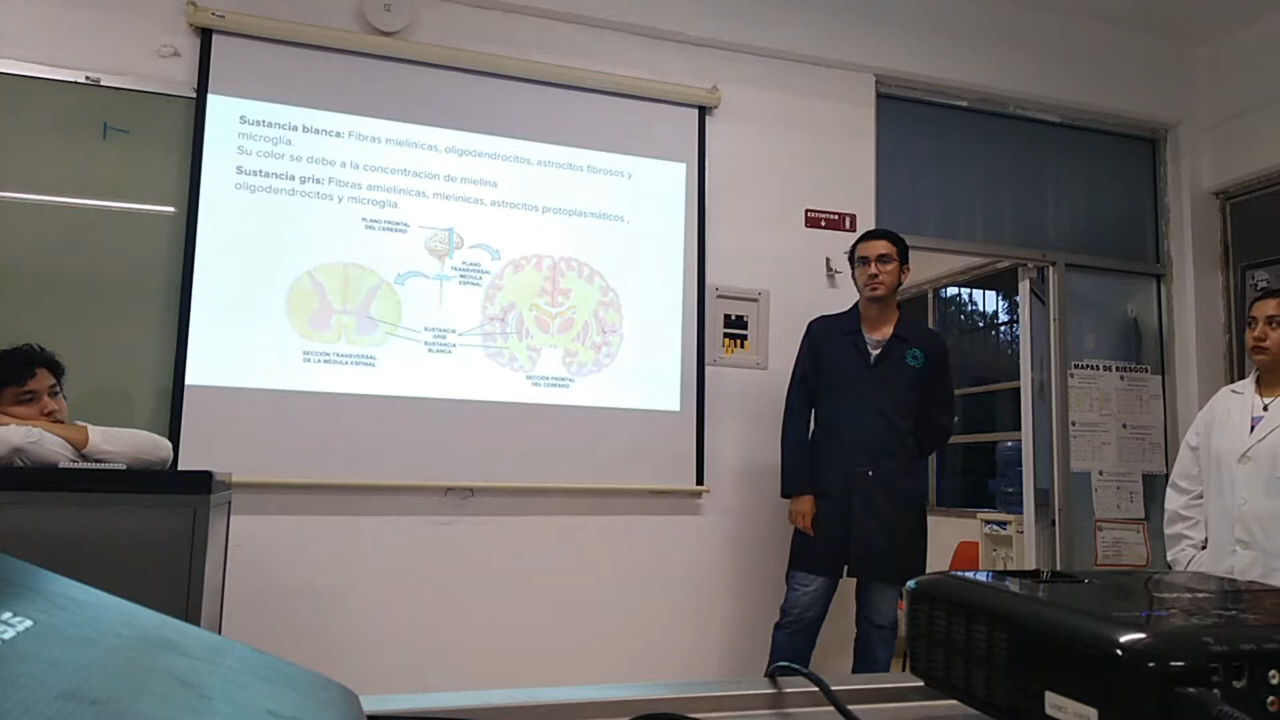 Sustancia blanca: Fibras mielínicas, oligodendrocitos, astrocitos fibrosos y
microglía.
Su color se debe a la concentración de mielina
Sustancia gris: Fibras amielínicas, mielínicas, astrocitos protoplasmáticos ,
oligodendrocitos y microglia.
PLANO FRONTAL
DEL CEREBRO
PLANO
TRANSVERSAL
MÉDULA
ESPINAL
SUSTANCIA
GRIS
SUSTANCIA
BLANCA
SECCIÓN TRANSVERSAL
DE LA MÉDULA ESPINAL
SECCIÓN FRONTAL
DEL CEREBRO
EXTINTOR
MAPAS DE RIESGOS